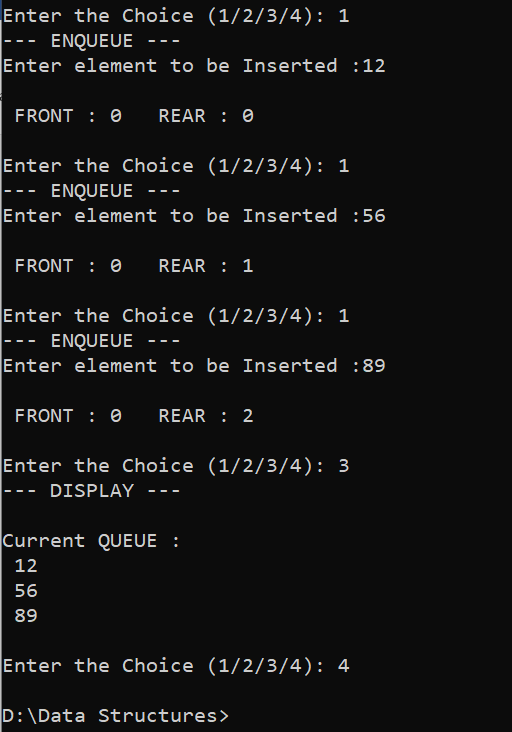 Enter the Choice (1/2/3/4): 1
--- ENQUEUE ---
Enter element to be Inserted :12
FRONT : 0   REAR : 0
Enter the Choice (1/2/3/4): 1
--- ENQUEUE ---
Enter element to be Inserted :56
FRONT : 0   REAR : 1
Enter the Choice (1/2/3/4): 1
--- ENQUEUE ---
Enter element to be Inserted :89
FRONT : 0   REAR : 2
Enter the Choice (1/2/3/4): 3
--- DISPLAY ---
Current QUEUE :
12
56
89
Enter the Choice (1/2/3/4): 4
D:\Data Structures>